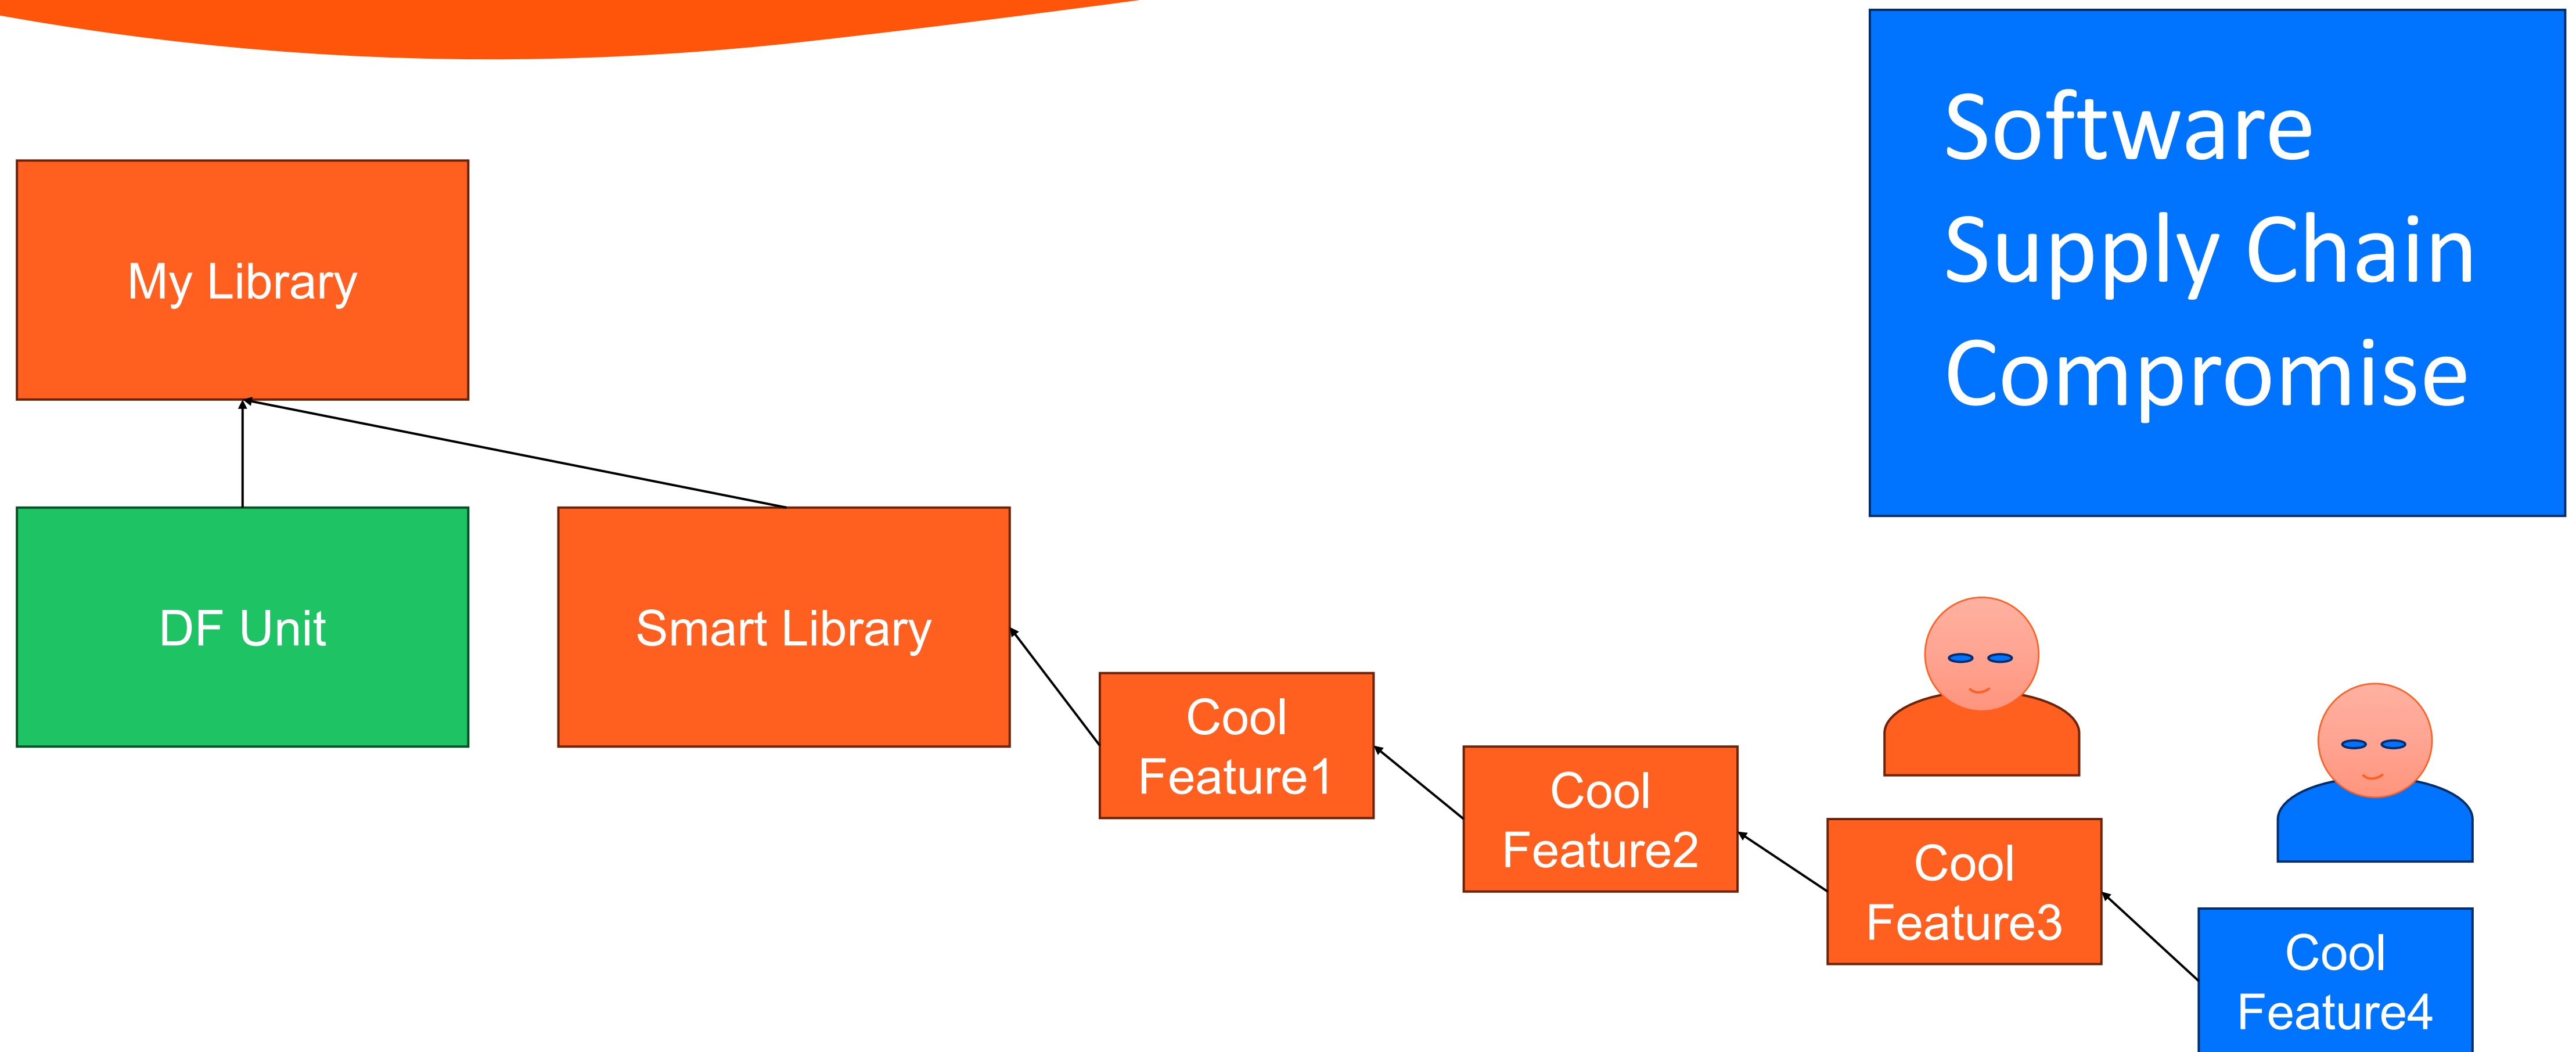 Software
Supply Chain
Compromise
My Library
DF Unit
Smart Library
Cool
Feature1
Cool
Feature2
Cool
Feature3
Cool
Feature4